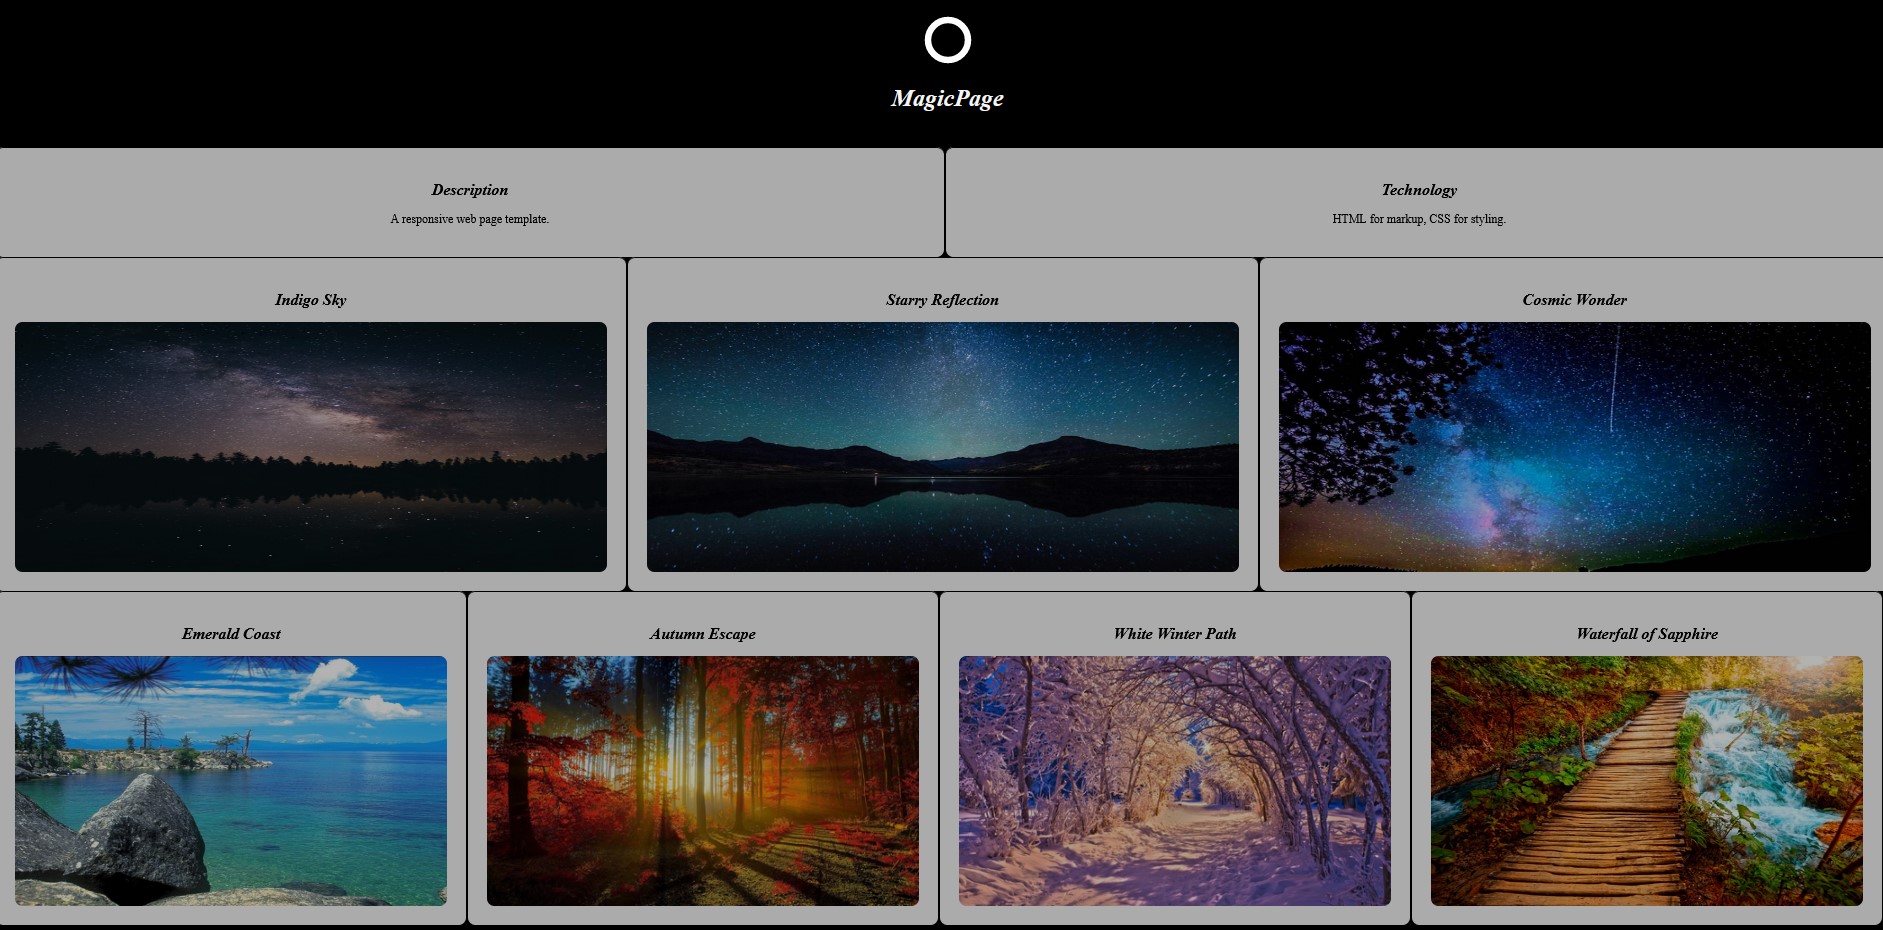 MagicPage
Description
A responsive web page template.
Technology
HTML for markup, CSS for styling.
Indigo Sky
Starry Reflection
Cosmic Wonder
Emerald Coast
Autumn Escape
White Winter Path
Waterfall of Sapphire